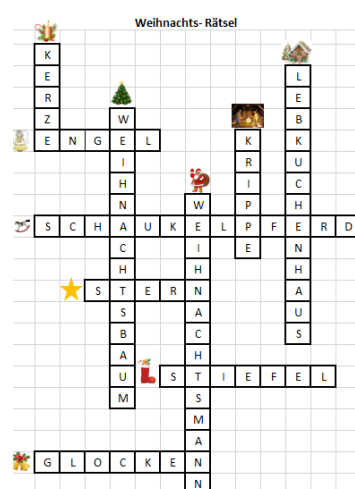 Weihnachts- Rätsel
KERZE
LEBKUCHENHAUS
WEIHNACHTSBAUM
ENGEL
KRIPPE
WEIHNACHTSMANN
SCHAUKELPFERD
STERN
STIEFEL
GLOCKEN